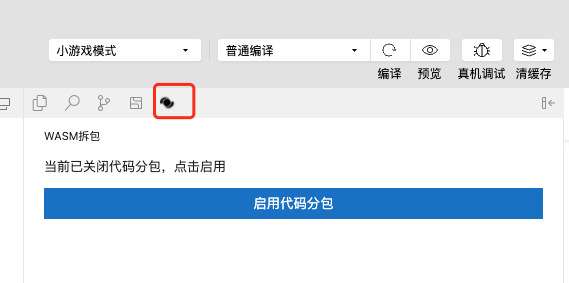 小游戏模式
普通编译
编译
预览
真机调试
清缓存
WASM拆包
当前已关闭代码分包，点击启用
启用代码分包